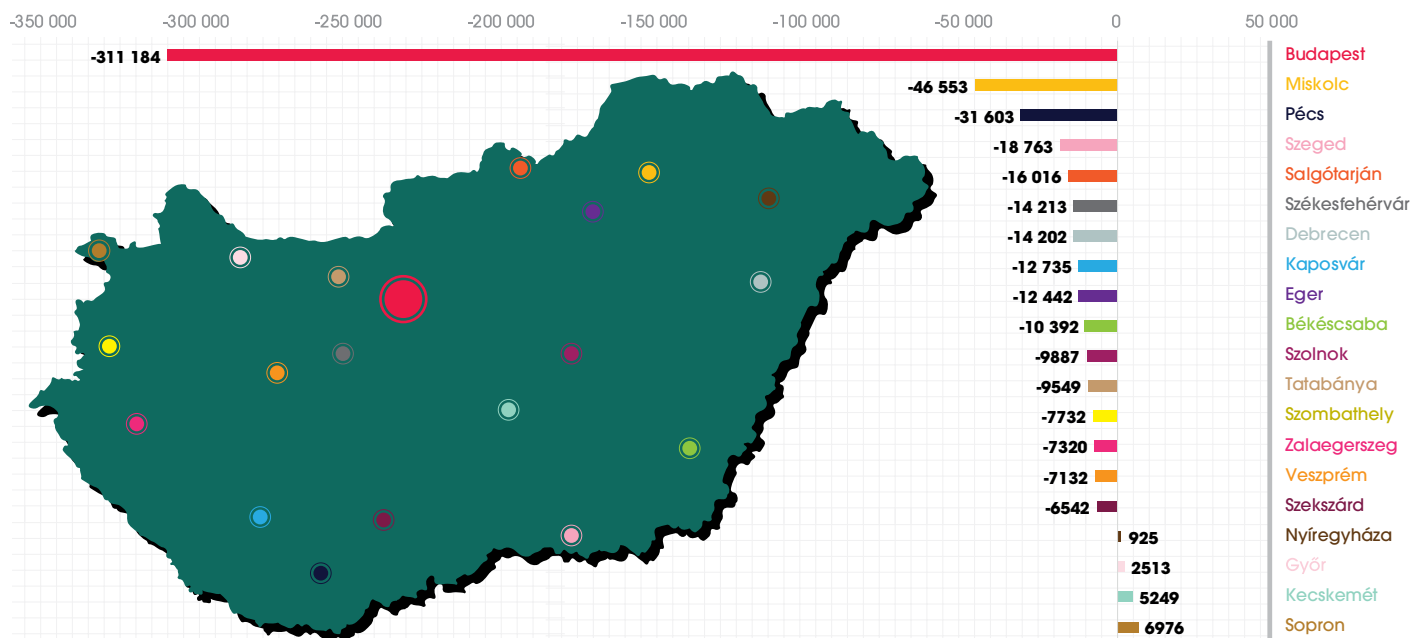 -350 000 -300 000 -250 000 -200 000 -150 000 -100 000 -50 000 0 50 000
-311 184 Budapest
-46 553 Miskolc
-31 603 Pécs
-18 763 Szeged
-16 016 Salgótarján
-14 213 Székesfehérvár
-14 202 Debrecen
-12 735 Kaposvár
-12 442 Eger
-10 392 Békéscsaba
-9887 Szolnok
-9549 Tatabánya
-7732 Szombathely
-7320 Zalaegerszeg
-7132 Veszprém
-6542 Szekszárd
925 Nyíregyháza
2513 Győr
5249 Kecskemét
6976 Sopron